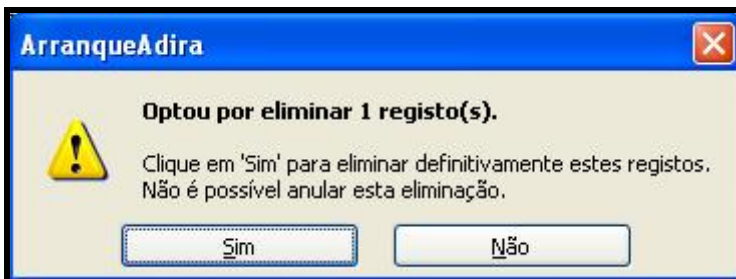 ArranqueAdira
Optou por eliminar 1 registo(s).
Clique em 'Sim' para eliminar definitivamente estes registos.
Não é possível anular esta eliminação.
Sim
Não